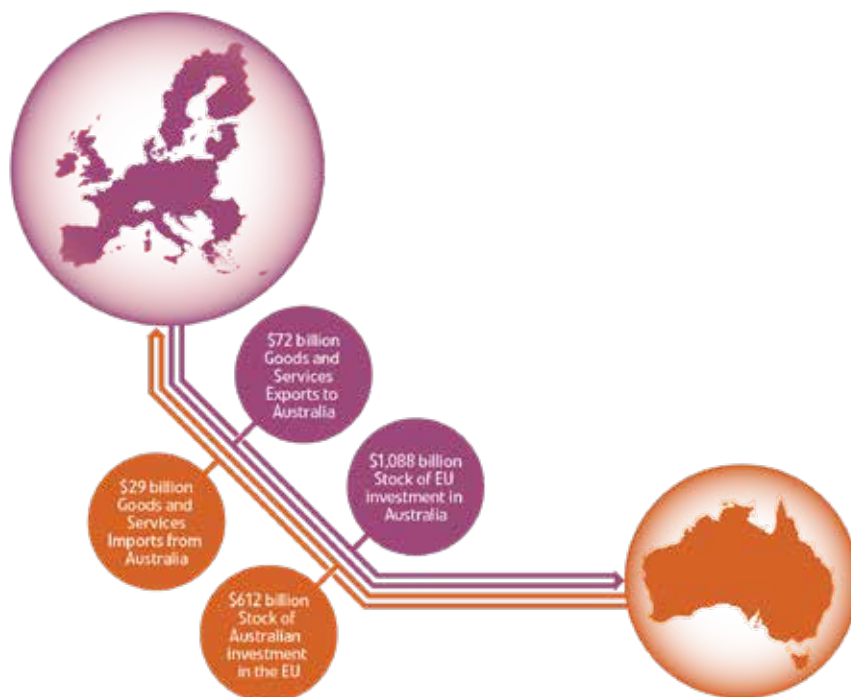 $72 billion
Goods and
Services
Exports to
Australia
$1,088 billion
Stock of EU
investment in
Australia
$29 billion
Goods and
Services
Imports from
Australia
$612 billion
Stock of
Australian
investment
in the EU